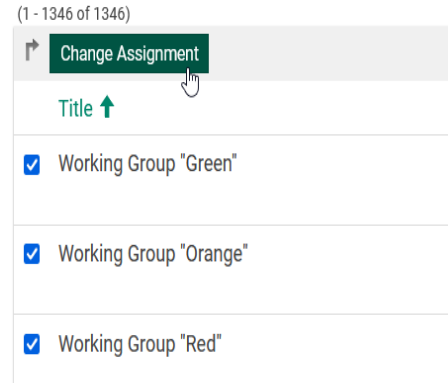 (1 - 1346 of 1346)
Change Assignment
Title
Working Group "Green"
Working Group "Orange"
Working Group "Red"